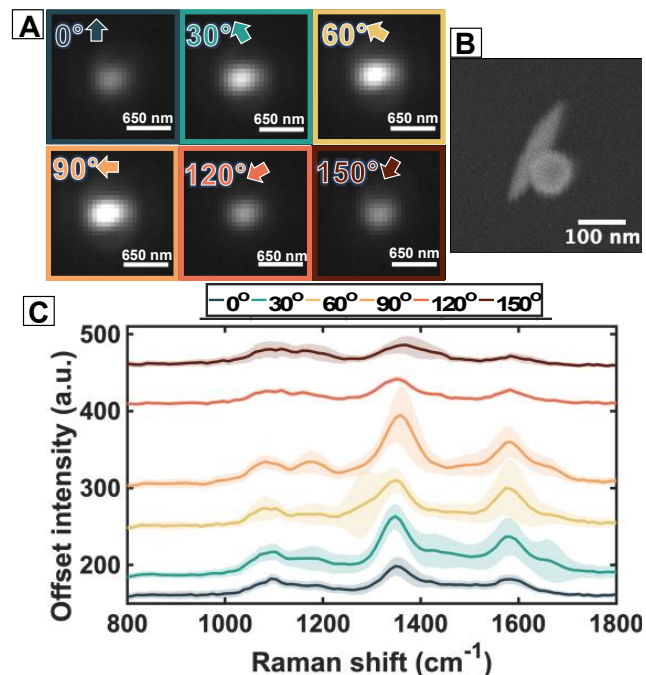 A
0°
650 nm
30°
650 nm
60°
650 nm
90°
650 nm
120°
650 nm
150°
650 nm
B
100 nm
C
0° 30° 60° 90° 120° 150°
500
400
300
200
Offset intensity (a.u.)
800 1000 1200 1400 1600 1800
Raman shift (cm⁻¹)